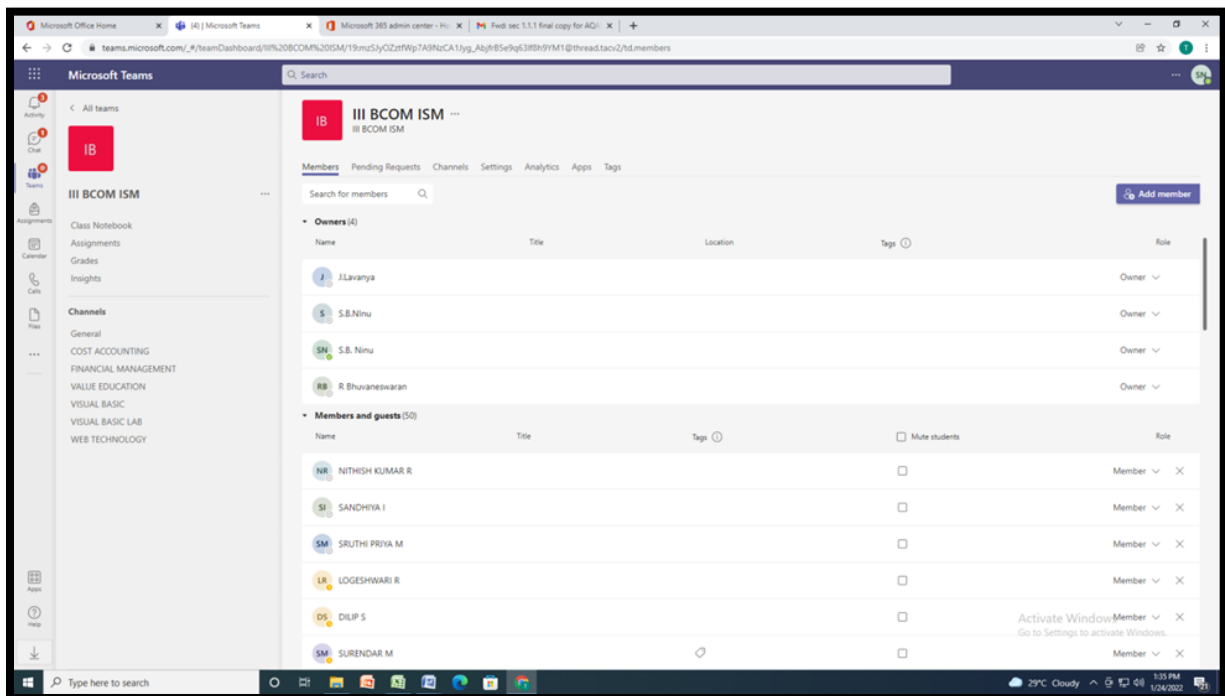 Microsoft Office Home
(4) | Microsoft Teams
Microsoft 365 admin center - Ho
Fwd: sec 1.1.1 final copy for AQA
Microsoft Teams
Search
SN
Activity
Chat
Teams
Assignments
Calendar
Calls
Files
Apps
Help
All teams
IB
III BCOM ISM
Class Notebook
Assignments
Grades
Insights
Channels
General
COST ACCOUNTING
FINANCIAL MANAGEMENT
VALUE EDUCATION
VISUAL BASIC
VISUAL BASIC LAB
WEB TECHNOLOGY
IB
III BCOM ISM ...
III BCOM ISM
Members Pending Requests Channels Settings Analytics Apps Tags
Search for members
Add member
Owners (4)
Name Title Location Tags Role
J J.Lavanya Owner
S S.B.NInu Owner
SN S.B. Ninu Owner
RB R Bhuvaneswaran Owner
Members and guests (50)
Name Title Tags Mute students Role
NR NITHISH KUMAR R Member
SI SANDHIYA I Member
SM SRUTHI PRIYA M Member
LR LOGESHWARI R Member
DS DILIP S Member
SM SURENDAR M Member
Activate Windows
Go to Settings to activate Windows.
Type here to search
29°C Cloudy
1:35 PM
1/24/2022